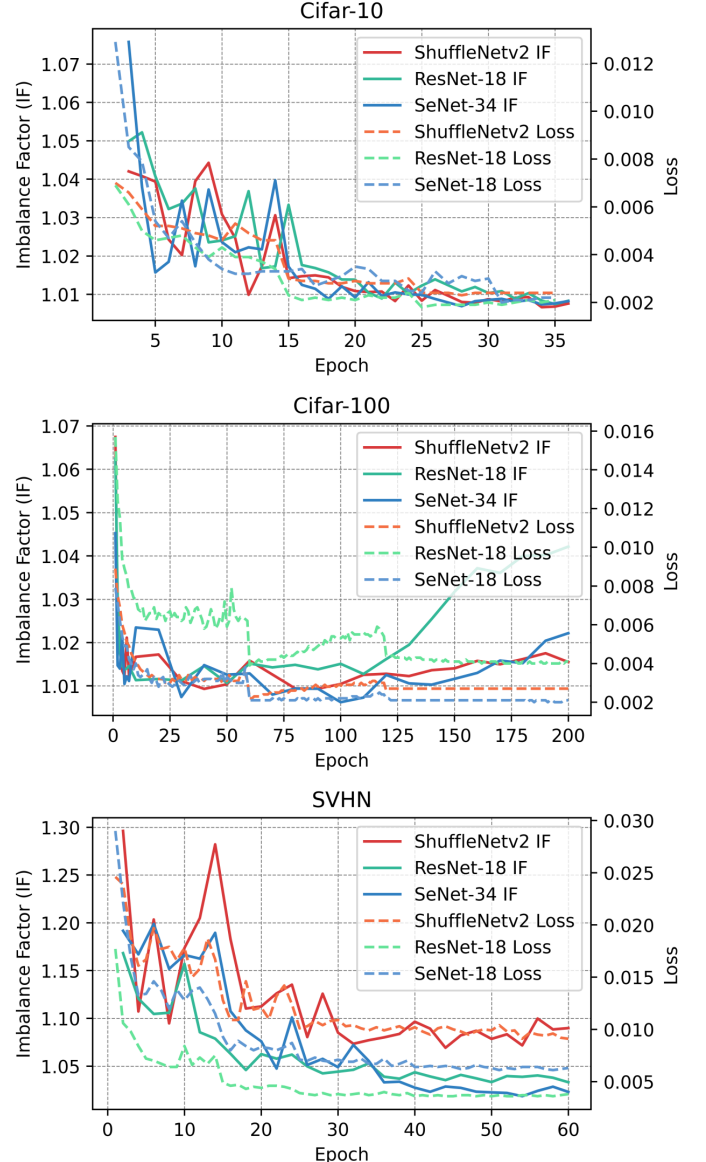 Cifar-10
Imbalance Factor (IF)
1.07
1.06
1.05
1.04
1.03
1.02
1.01
ShuffleNetv2 IF
ResNet-18 IF
SeNet-34 IF
ShuffleNetv2 Loss
ResNet-18 Loss
SeNet-18 Loss
0.012
0.010
0.008
0.006
0.004
0.002
Loss
5 10 15 20 25 30 35
Epoch
Cifar-100
Imbalance Factor (IF)
1.07
1.06
1.05
1.04
1.03
1.02
1.01
ShuffleNetv2 IF
ResNet-18 IF
SeNet-34 IF
ShuffleNetv2 Loss
ResNet-18 Loss
SeNet-18 Loss
0.016
0.014
0.012
0.010
0.008
0.006
0.004
0.002
Loss
0 25 50 75 100 125 150 175 200
Epoch
SVHN
Imbalance Factor (IF)
1.30
1.25
1.20
1.15
1.10
1.05
ShuffleNetv2 IF
ResNet-18 IF
SeNet-34 IF
ShuffleNetv2 Loss
ResNet-18 Loss
SeNet-18 Loss
0.030
0.025
0.020
0.015
0.010
0.005
Loss
0 10 20 30 40 50 60
Epoch